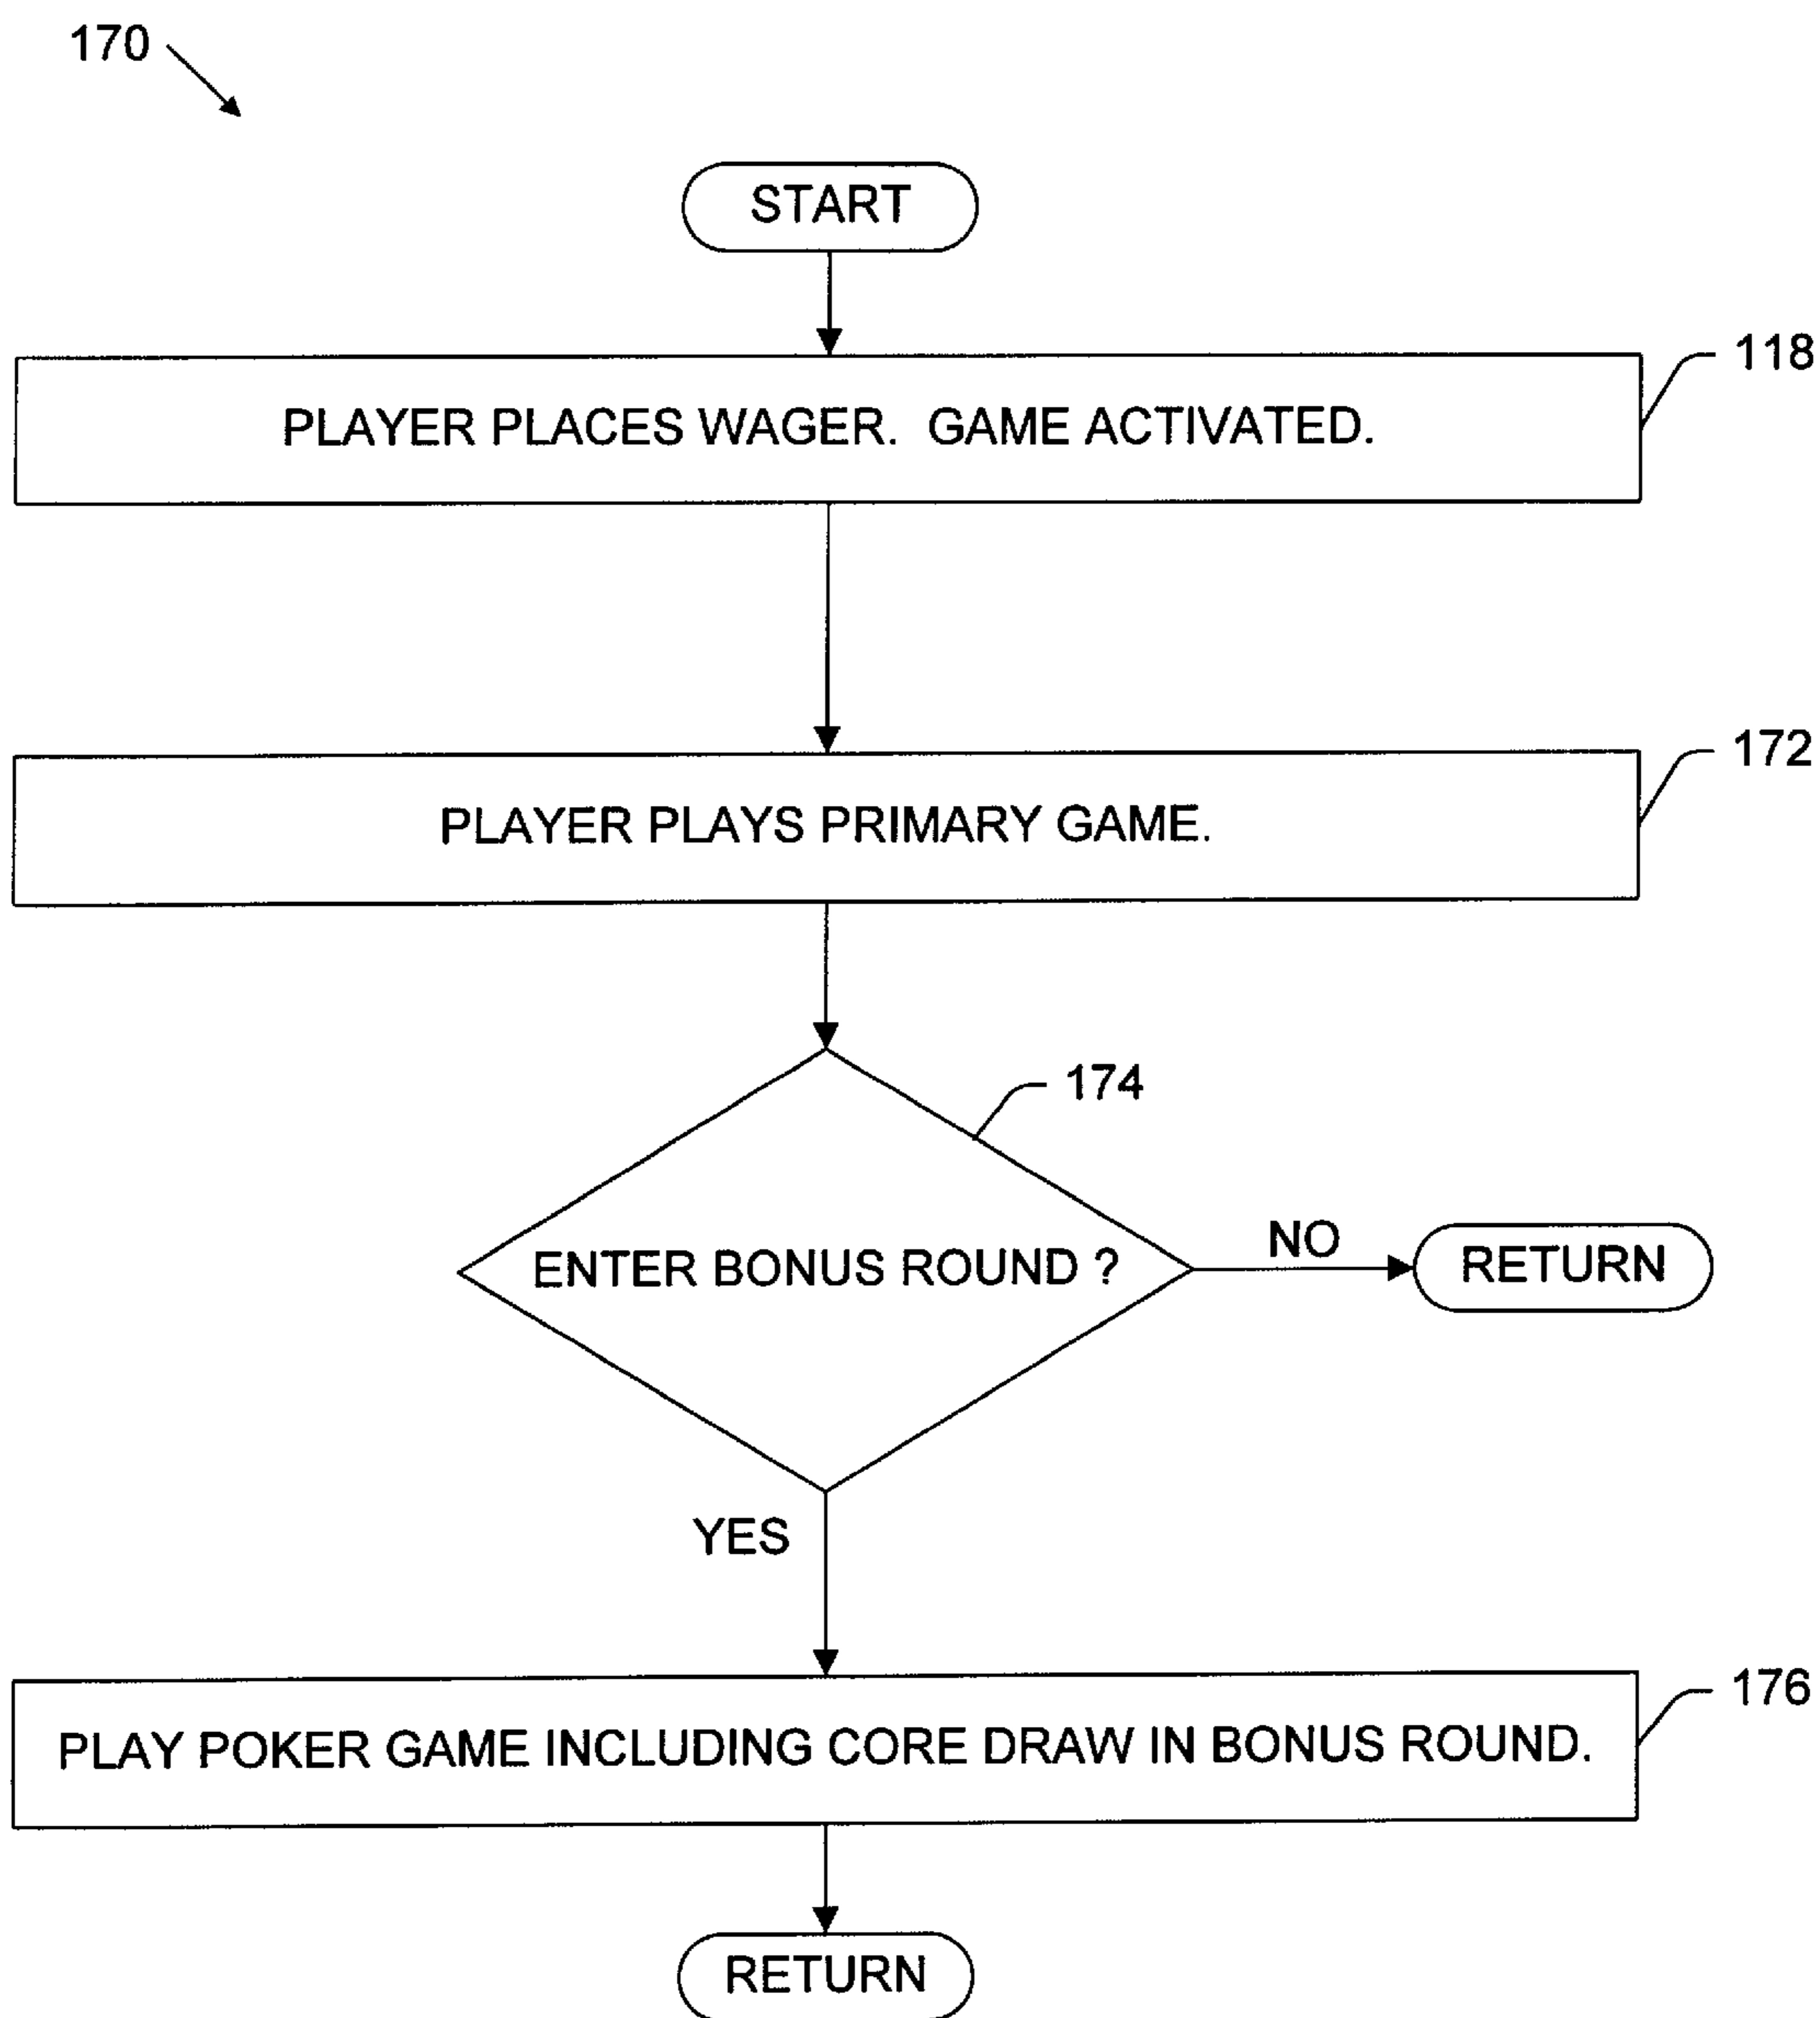 170
START
118
PLAYER PLACES WAGER. GAME ACTIVATED.
172
PLAYER PLAYS PRIMARY GAME.
174
ENTER BONUS ROUND ?
NO
RETURN
YES
176
PLAY POKER GAME INCLUDING CORE DRAW IN BONUS ROUND.
RETURN